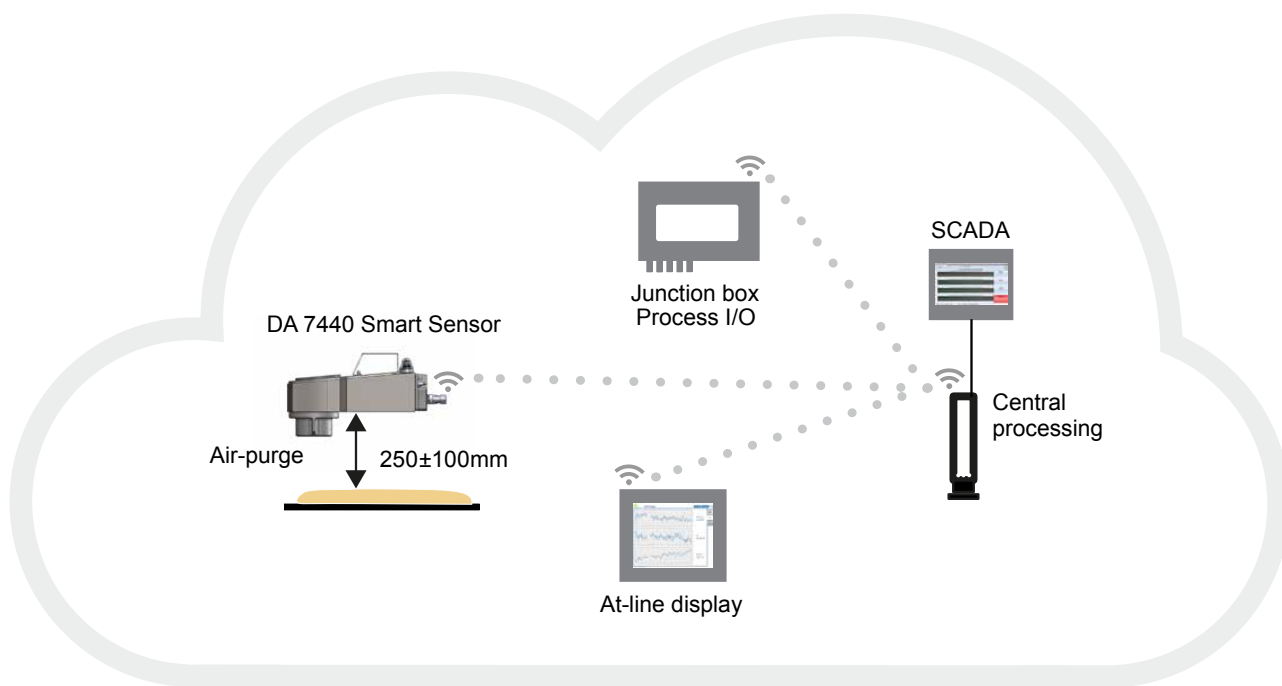 SCADA
Junction box
Process I/O
DA 7440 Smart Sensor
Central
processing
Air-purge
250±100mm
At-line display